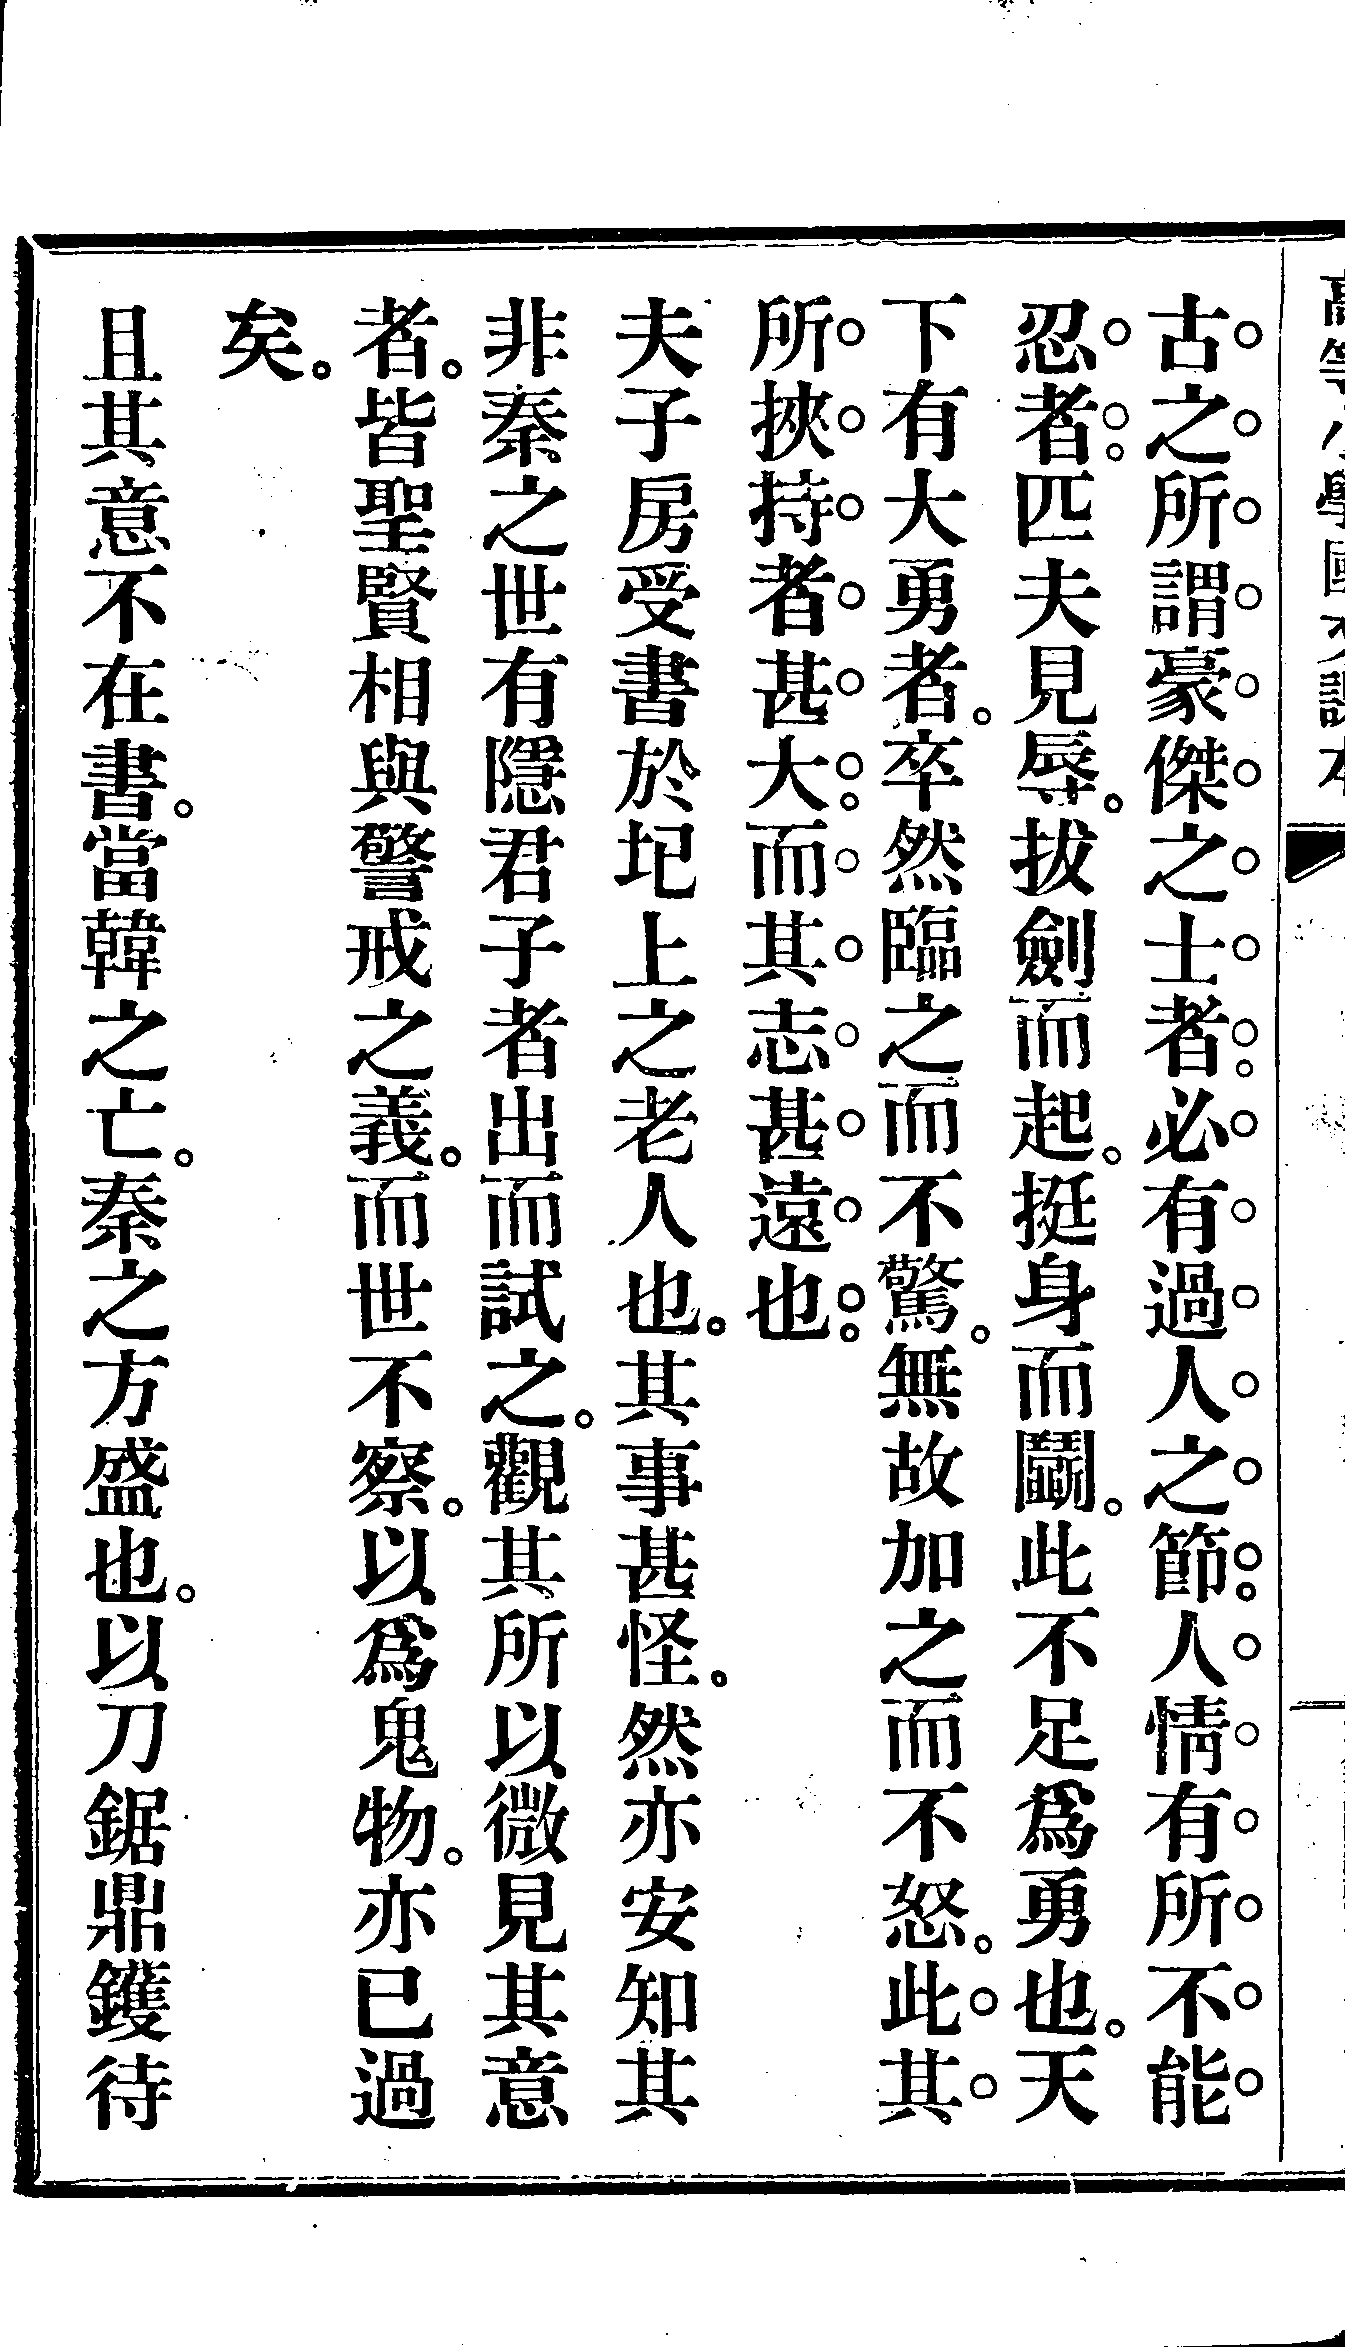 高等小學國文讀本
古之所謂豪傑之士者。必有過人之節。人情有所不能
忍者。匹夫見辱。拔劍而起。挺身而鬭。此不足爲勇也。天
下有大勇者。卒然臨之而不驚。無故加之而不怒。此其
所挾持者甚大。而其志甚遠也。
夫子房受書於圯上之老人也。其事甚怪。然亦安知其
非秦之世有隱君子者出而試之。觀其所以微見其意
者。皆聖賢相與警戒之義。而世不察。以爲鬼物。亦已過
矣。
且其意不在書。當韓之亡。秦之方盛也。以刀鋸鼎鑊待